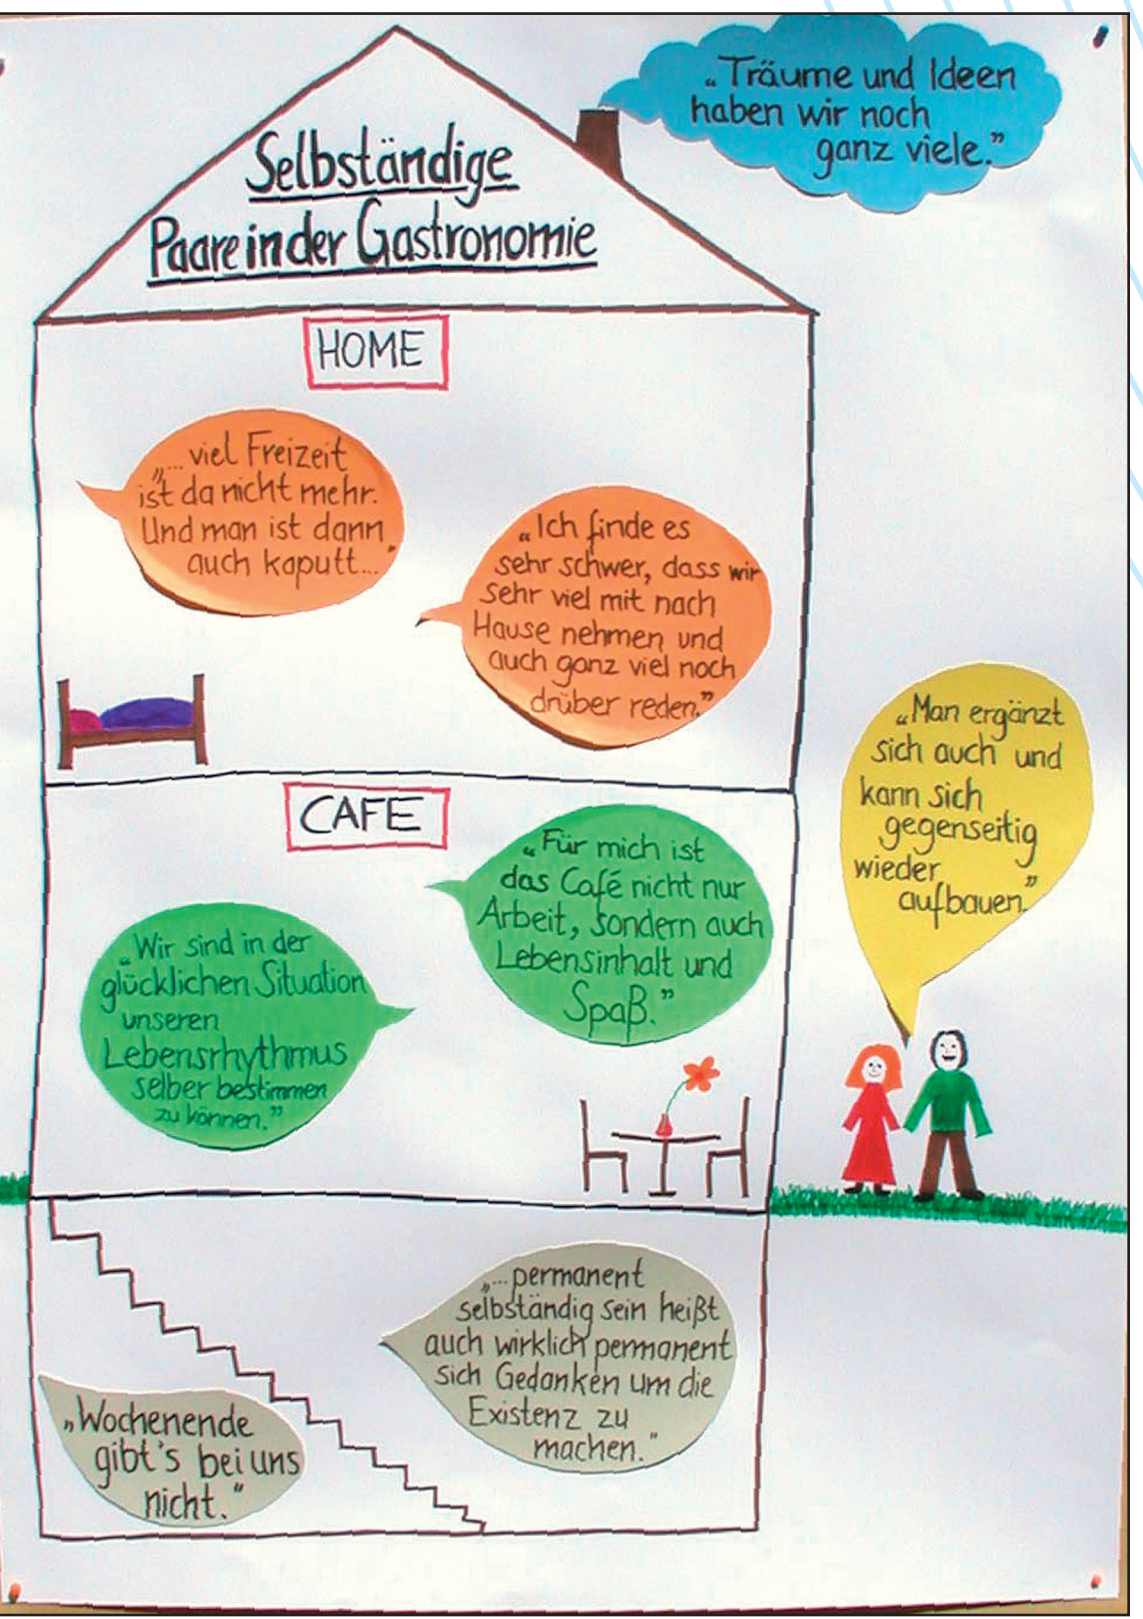 Selbständige
Paare in der Gastronomie
„Träume und Ideen
haben wir noch
ganz viele.”
HOME
„... viel Freizeit
ist da nicht mehr.
Und man ist dann
auch kaputt...”
„Ich finde es
sehr schwer, dass wir
sehr viel mit nach
Hause nehmen und
auch ganz viel noch
drüber reden.”
„Man ergänzt
sich auch und
kann sich
gegenseitig
wieder
aufbauen.”
CAFE
„Für mich ist
das Café nicht nur
Arbeit, sondern auch
Lebensinhalt und
Spaß.”
„Wir sind in der
glücklichen Situation
unseren
Lebensrhythmus
selber bestimmen
zu können.”
„...permanent
selbständig sein heißt
auch wirklich permanent
sich Gedanken um die
Existenz zu
machen.”
„Wochenende
gibt's bei uns
nicht.”